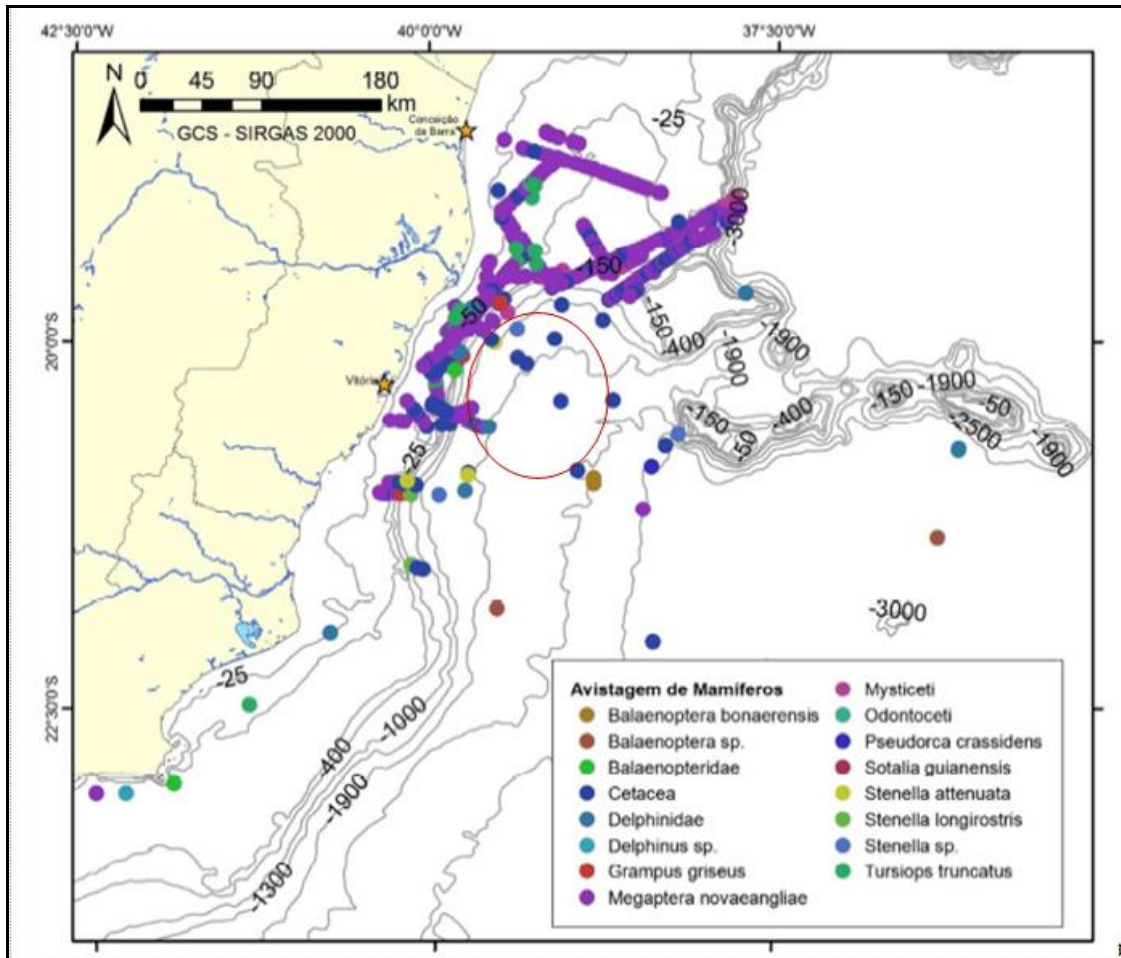 42°30'0"W
40°0'0"W
37°30'0"W
N
0 45 90 180
km
GCS - SIRGAS 2000
Conceição
da Barra
-25
-3000
-150
-50
20°0'0"S
-150
-400
-1900
-1900
Vitória
-150
-1900
-50
-400
-150
-50
-2500
-1900
-25
-3000
-25
22°30'0"S
-1000
-400
-1900
-1300
Avistagem de Mamíferos
Balaenoptera bonaerensis
Balaenoptera sp.
Balaenopteridae
Cetacea
Delphinidae
Delphinus sp.
Grampus griseus
Megaptera novaeangliae
Mysticeti
Odontoceti
Pseudorca crassidens
Sotalia guianensis
Stenella attenuata
Stenella longirostris
Stenella sp.
Tursiops truncatus